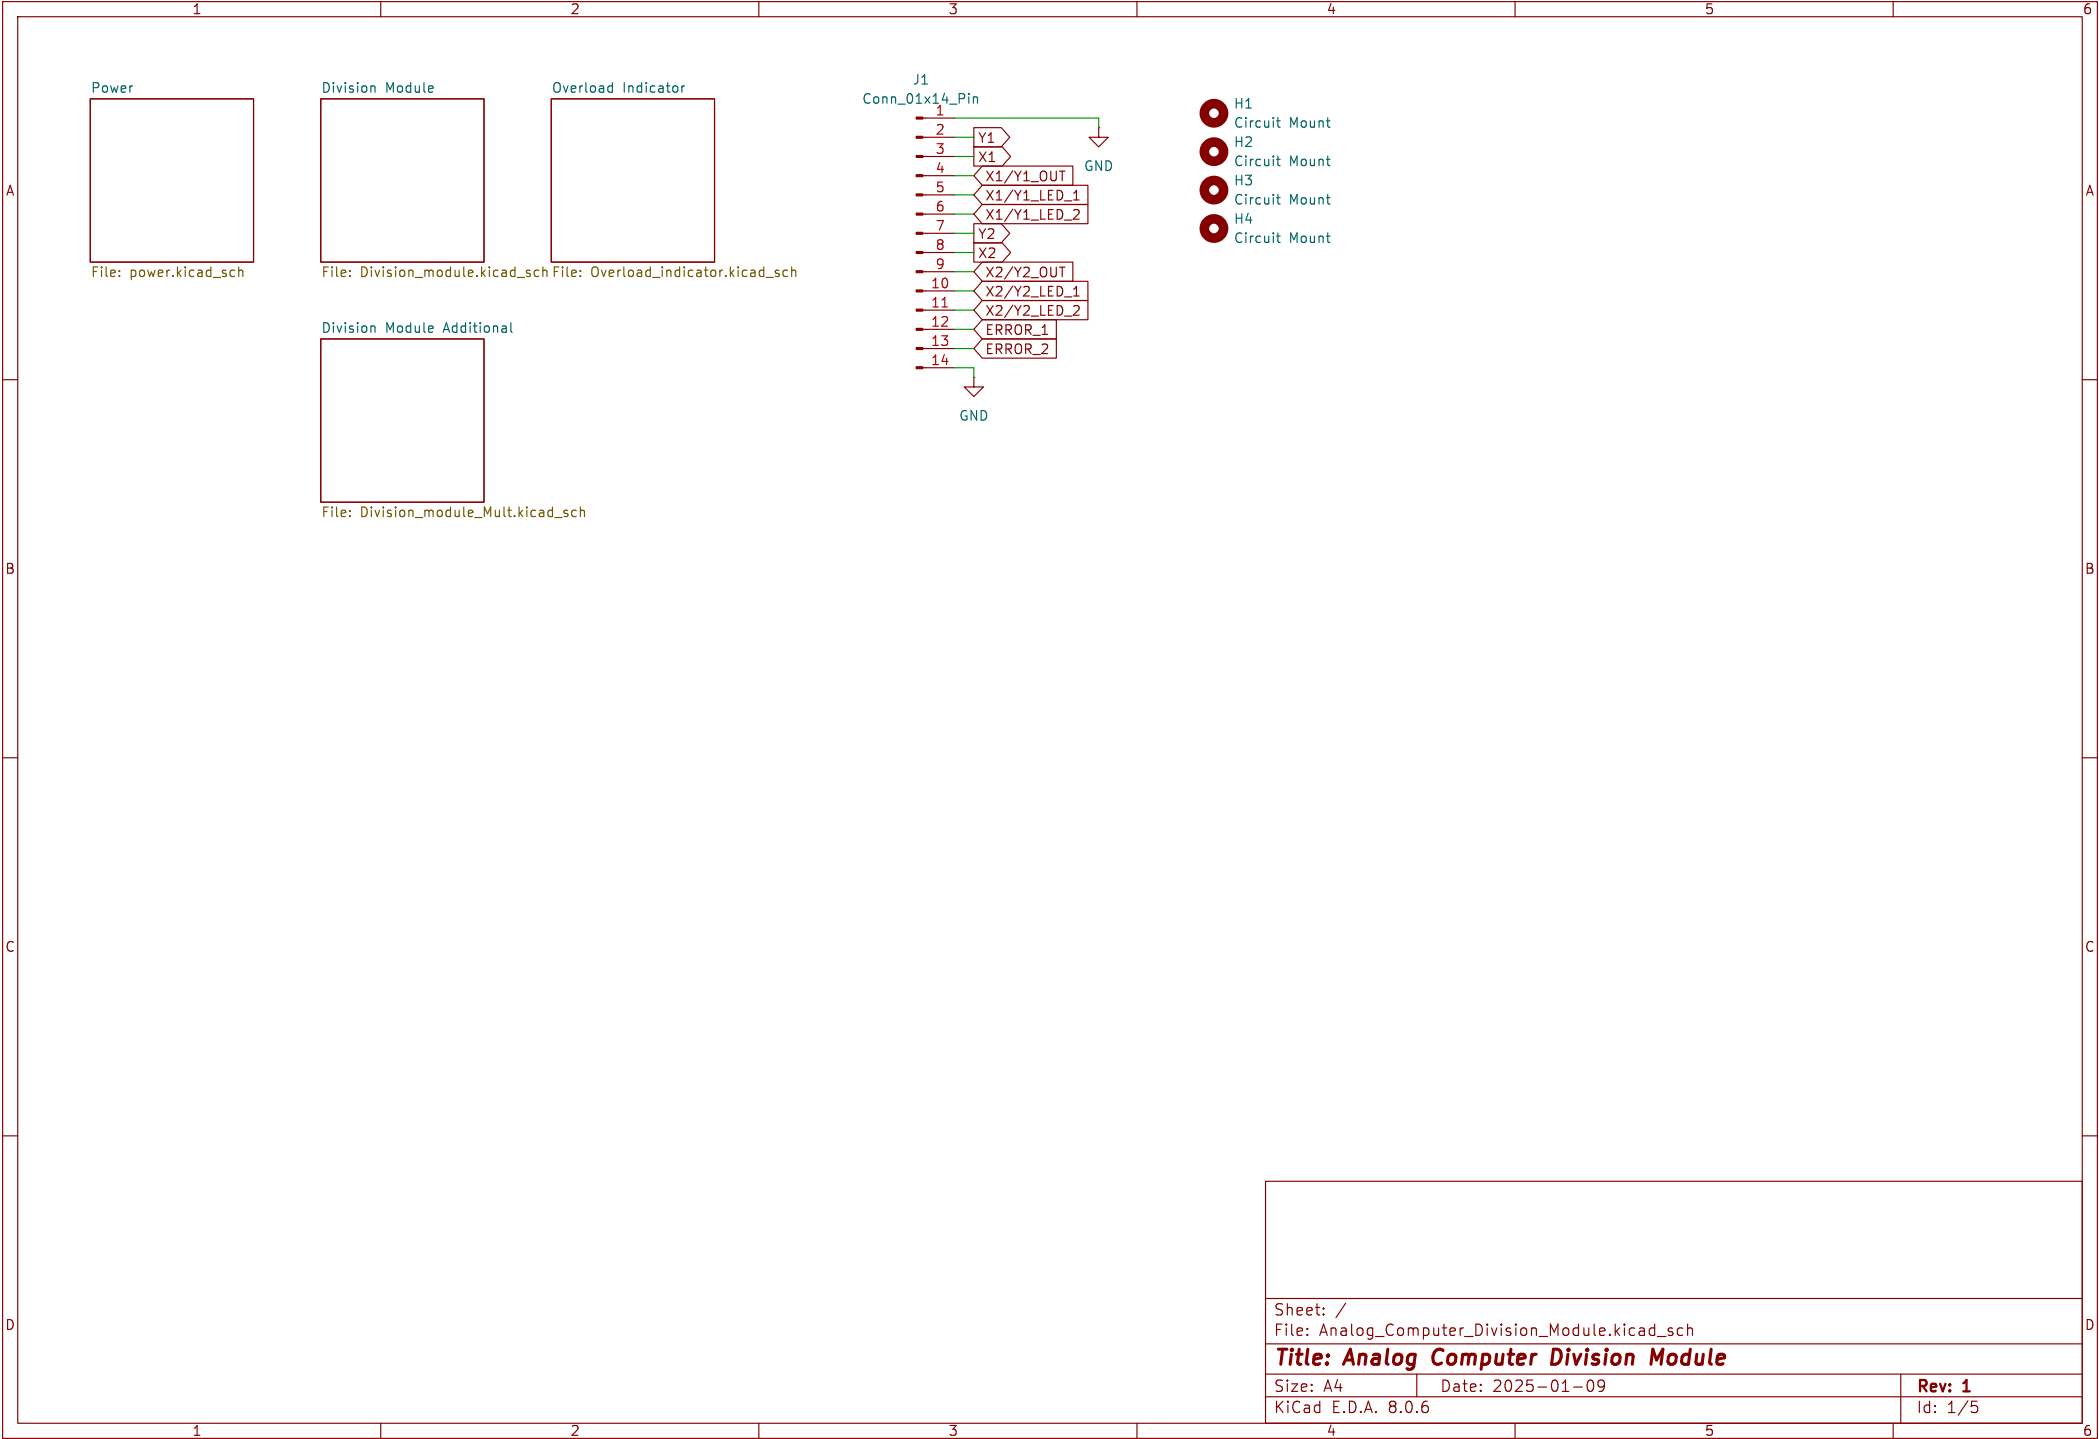 1 2 3 4 5 6
Power
File: power.kicad_sch
Division Module
File: Division_module.kicad_sch
Overload Indicator
File: Overload_indicator.kicad_sch
Division Module Additional
File: Division_module_Mult.kicad_sch
J1
Conn_01x14_Pin
1
GND
2 Y1
3 X1
4 X1/Y1_OUT
5 X1/Y1_LED_1
6 X1/Y1_LED_2
7 Y2
8 X2
9 X2/Y2_OUT
10 X2/Y2_LED_1
11 X2/Y2_LED_2
12 ERROR_1
13 ERROR_2
14
GND
H1
Circuit Mount
H2
Circuit Mount
H3
Circuit Mount
H4
Circuit Mount
A A
B B
C C
D D
Sheet: /
File: Analog_Computer_Division_Module.kicad_sch
Title: Analog Computer Division Module
Size: A4 Date: 2025-01-09 Rev: 1
KiCad E.D.A. 8.0.6 Id: 1/5
1 2 3 4 5 6